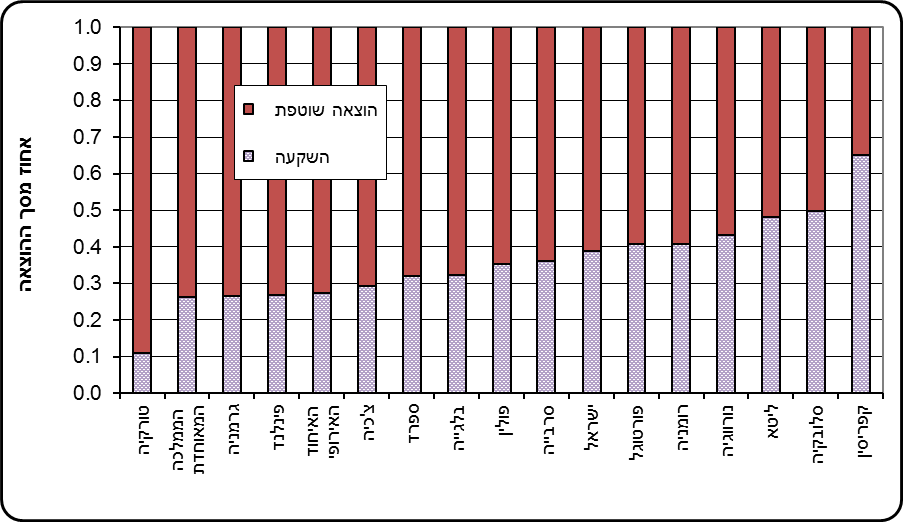 אחוז מסך ההוצאה
1.0
0.9
0.8
0.7
0.6
0.5
0.4
0.3
0.2
0.1
0.0
הוצאה שוטפת
השקעה
טורקיה
הממלכה
המאוחדת
גרמניה
פינלנד
האיחוד
האירופי
צ'כיה
ספרד
בלגייה
פולין
סרבייה
ישראל
פורטוגל
רומניה
נורווגיה
ליטא
סלובקיה
קפריסין